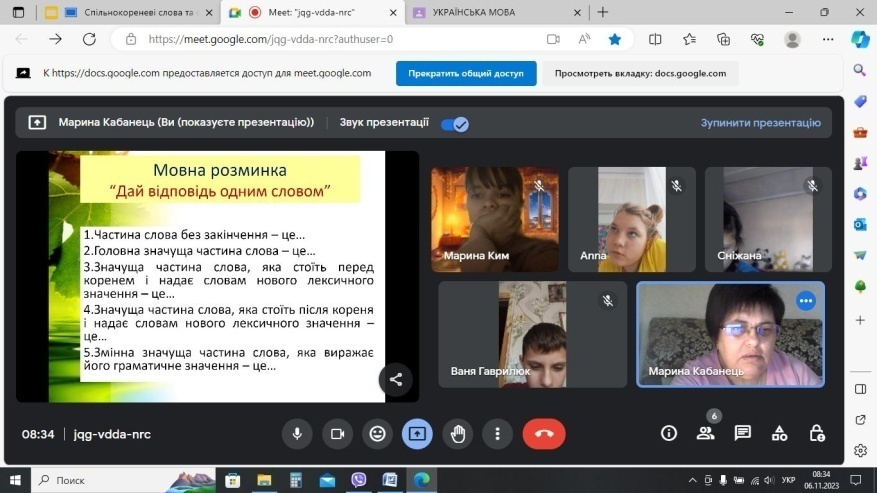 Спільнокореневі слова та
Meet: "jqg-vdda-nrc"
УКРАЇНСЬКА МОВА
https://meet.google.com/jqg-vdda-nrc?authuser=0
К https://docs.google.com предоставляется доступ для meet.google.com
Прекратить общий доступ
Просмотреть вкладку: docs.google.com
Марина Кабанець (Ви (показуєте презентацію))
Звук презентації
Зупинити презентацію
Мовна розминка
"Дай відповідь одним словом"
1.Частина слова без закінчення – це...
2.Головна значуща частина слова – це...
3.Значуща частина слова, яка стоїть перед
коренем і надає словам нового лексичного
значення – це...
4.Значуща частина слова, яка стоїть після кореня
і надає словам нового лексичного значення –
це...
5.Змінна значуща частина слова, яка виражає
його граматичне значення – це...
Марина Ким
Anna
Сніжана
Ваня Гаврилюк
Марина Кабанець
08:34 | jqg-vdda-nrc
6
Поиск
УКР
08:34
06.11.2023